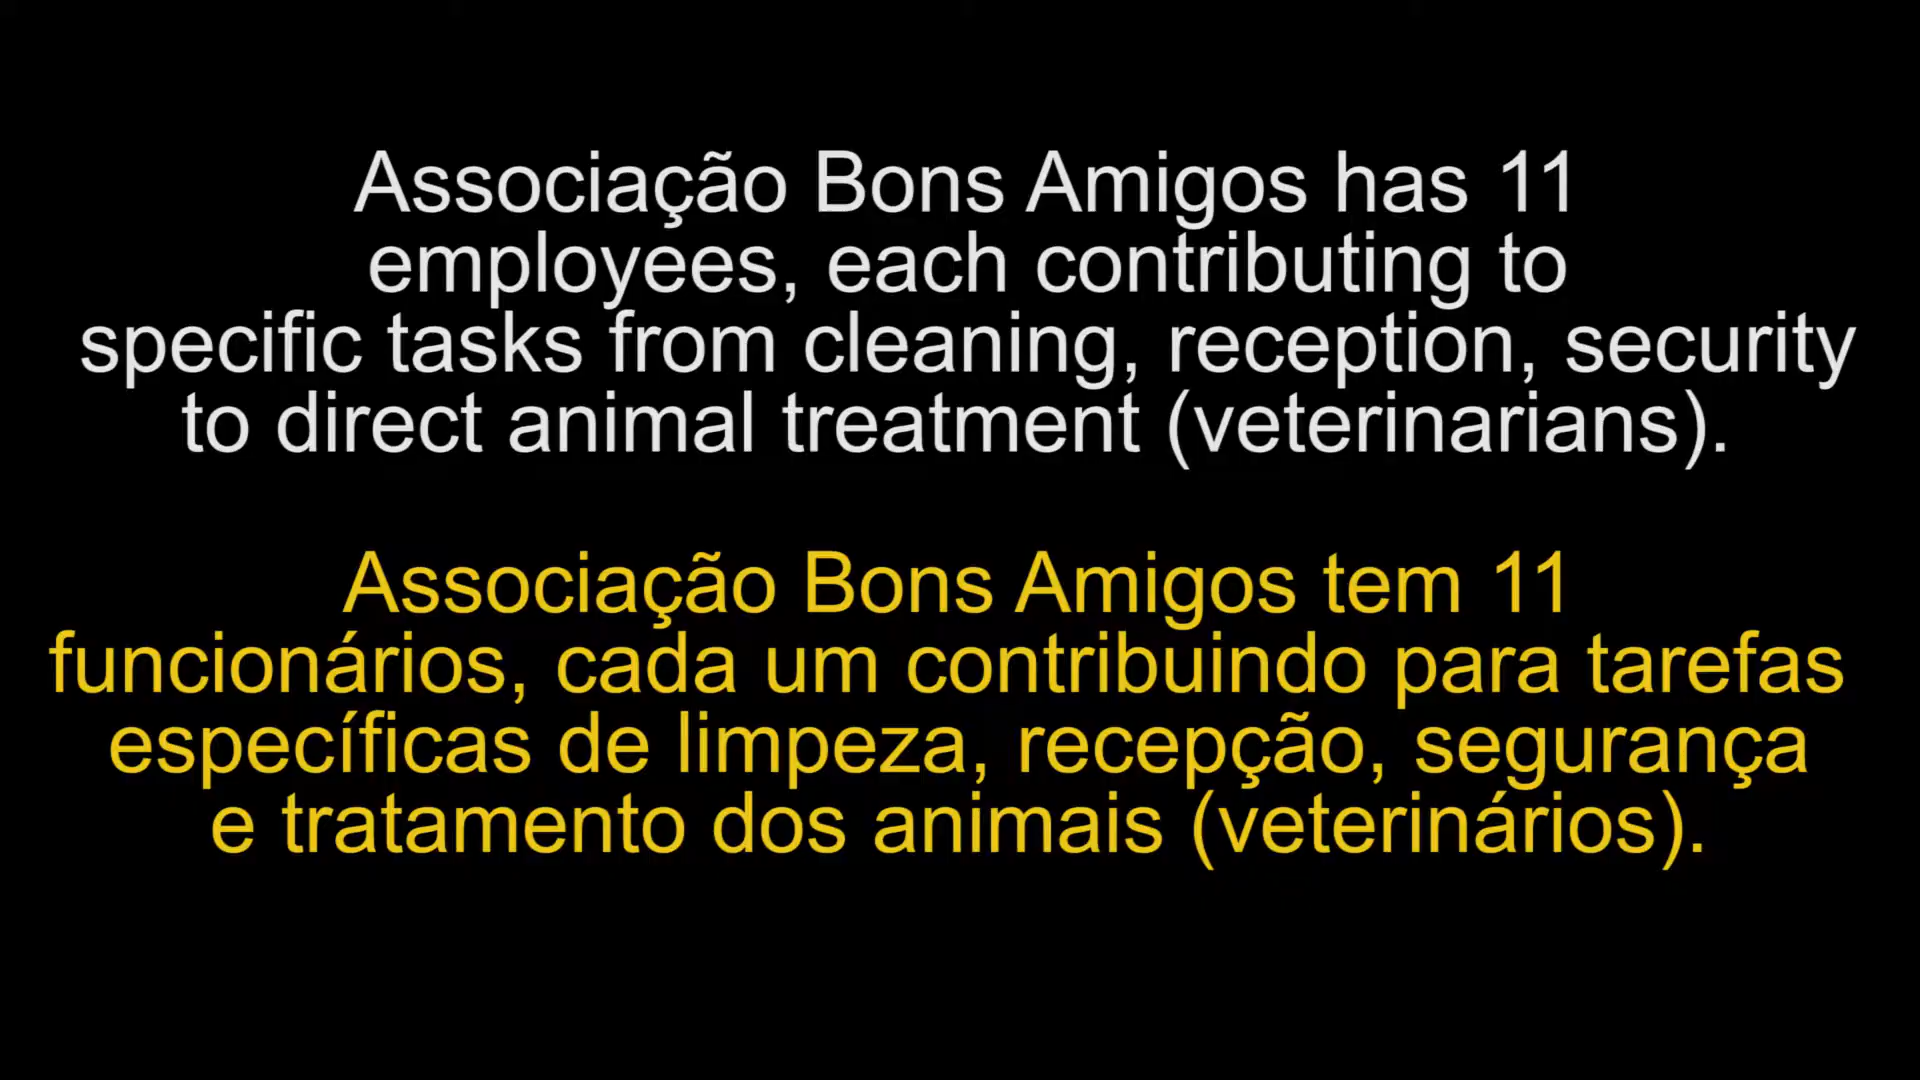 Associação Bons Amigos has 11
employees, each contributing to
specific tasks from cleaning, reception, security
to direct animal treatment (veterinarians).
Associação Bons Amigos tem 11
funcionários, cada um contribuindo para tarefas
específicas de limpeza, recepção, segurança
e tratamento dos animais (veterinários).